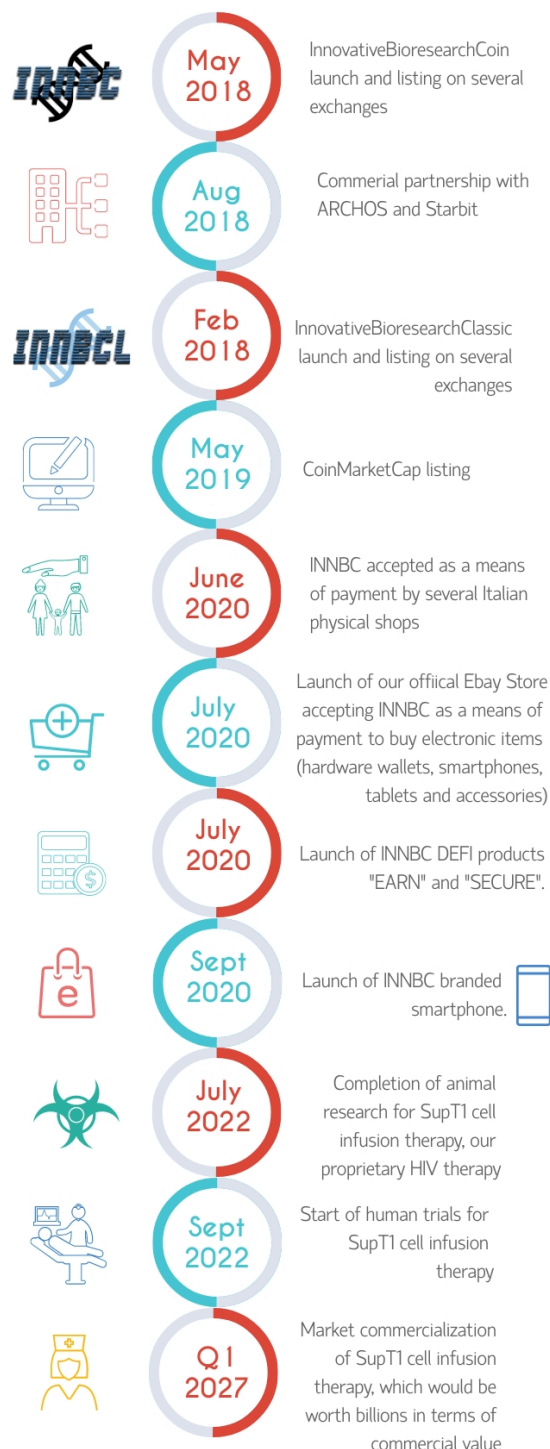 INNBC
May
2018
InnovativeBioresearchCoin
launch and listing on several
exchanges
Aug
2018
Commerial partnership with
ARCHOS and Starbit
INNBCL
Feb
2018
InnovativeBioresearchClassic
launch and listing on several
exchanges
May
2019
CoinMarketCap listing
June
2020
INNBC accepted as a means
of payment by several Italian
physical shops
July
2020
Launch of our offiical Ebay Store
accepting INNBC as a means of
payment to buy electronic items
(hardware wallets, smartphones,
tablets and accessories)
$
July
2020
Launch of INNBC DEFI products
"EARN" and "SECURE".
e
Sept
2020
Launch of INNBC branded
smartphone.
July
2022
Completion of animal
research for SupT1 cell
infusion therapy, our
proprietary HIV therapy
Sept
2022
Start of human trials for
SupT1 cell infusion
therapy
Q1
2027
Market commercialization
of SupT1 cell infusion
therapy, which would be
worth billions in terms of
commercial value